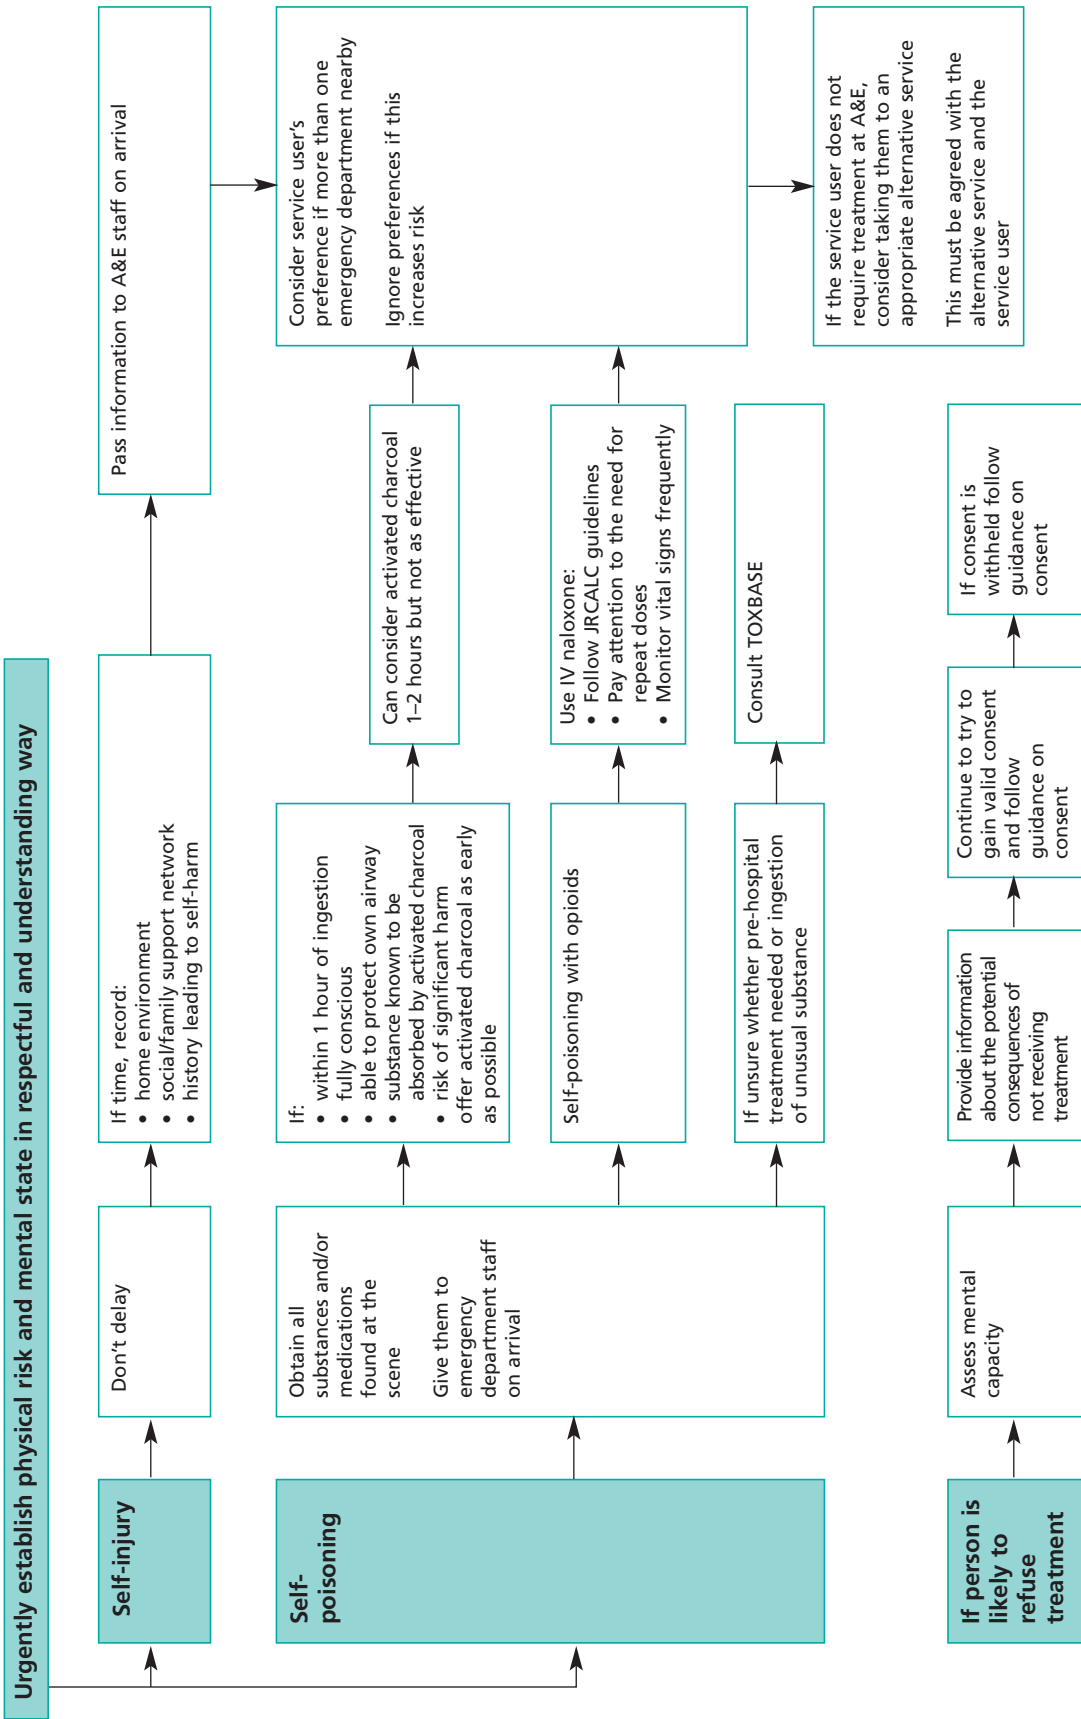 Urgently establish physical risk and mental state in respectful and understanding way
Self-injury
Don't delay
If time, record:
• home environment
• social/family support network
• history leading to self-harm
Pass information to A&E staff on arrival
Self-
poisoning
Obtain all
substances and/or
medications
found at the
scene
Give them to
emergency
department staff
on arrival
If:
• within 1 hour of ingestion
• fully conscious
• able to protect own airway
• substance known to be
absorbed by activated charcoal
• risk of significant harm
offer activated charcoal as early
as possible
Can consider activated charcoal
1–2 hours but not as effective
Self-poisoning with opioids
Use IV naloxone:
• Follow JRCALC guidelines
• Pay attention to the need for
repeat doses
• Monitor vital signs frequently
If unsure whether pre-hospital
treatment needed or ingestion
of unusual substance
Consult TOXBASE
Consider service user's
preference if more than one
emergency department nearby
Ignore preferences if this
increases risk
If the service user does not
require treatment at A&E,
consider taking them to an
appropriate alternative service
This must be agreed with the
alternative service and the
service user
If person is
likely to
refuse
treatment
Assess mental
capacity
Provide information
about the potential
consequences of
not receiving
treatment
Continue to try to
gain valid consent
and follow
guidance on
consent
If consent is
withheld follow
guidance on
consent